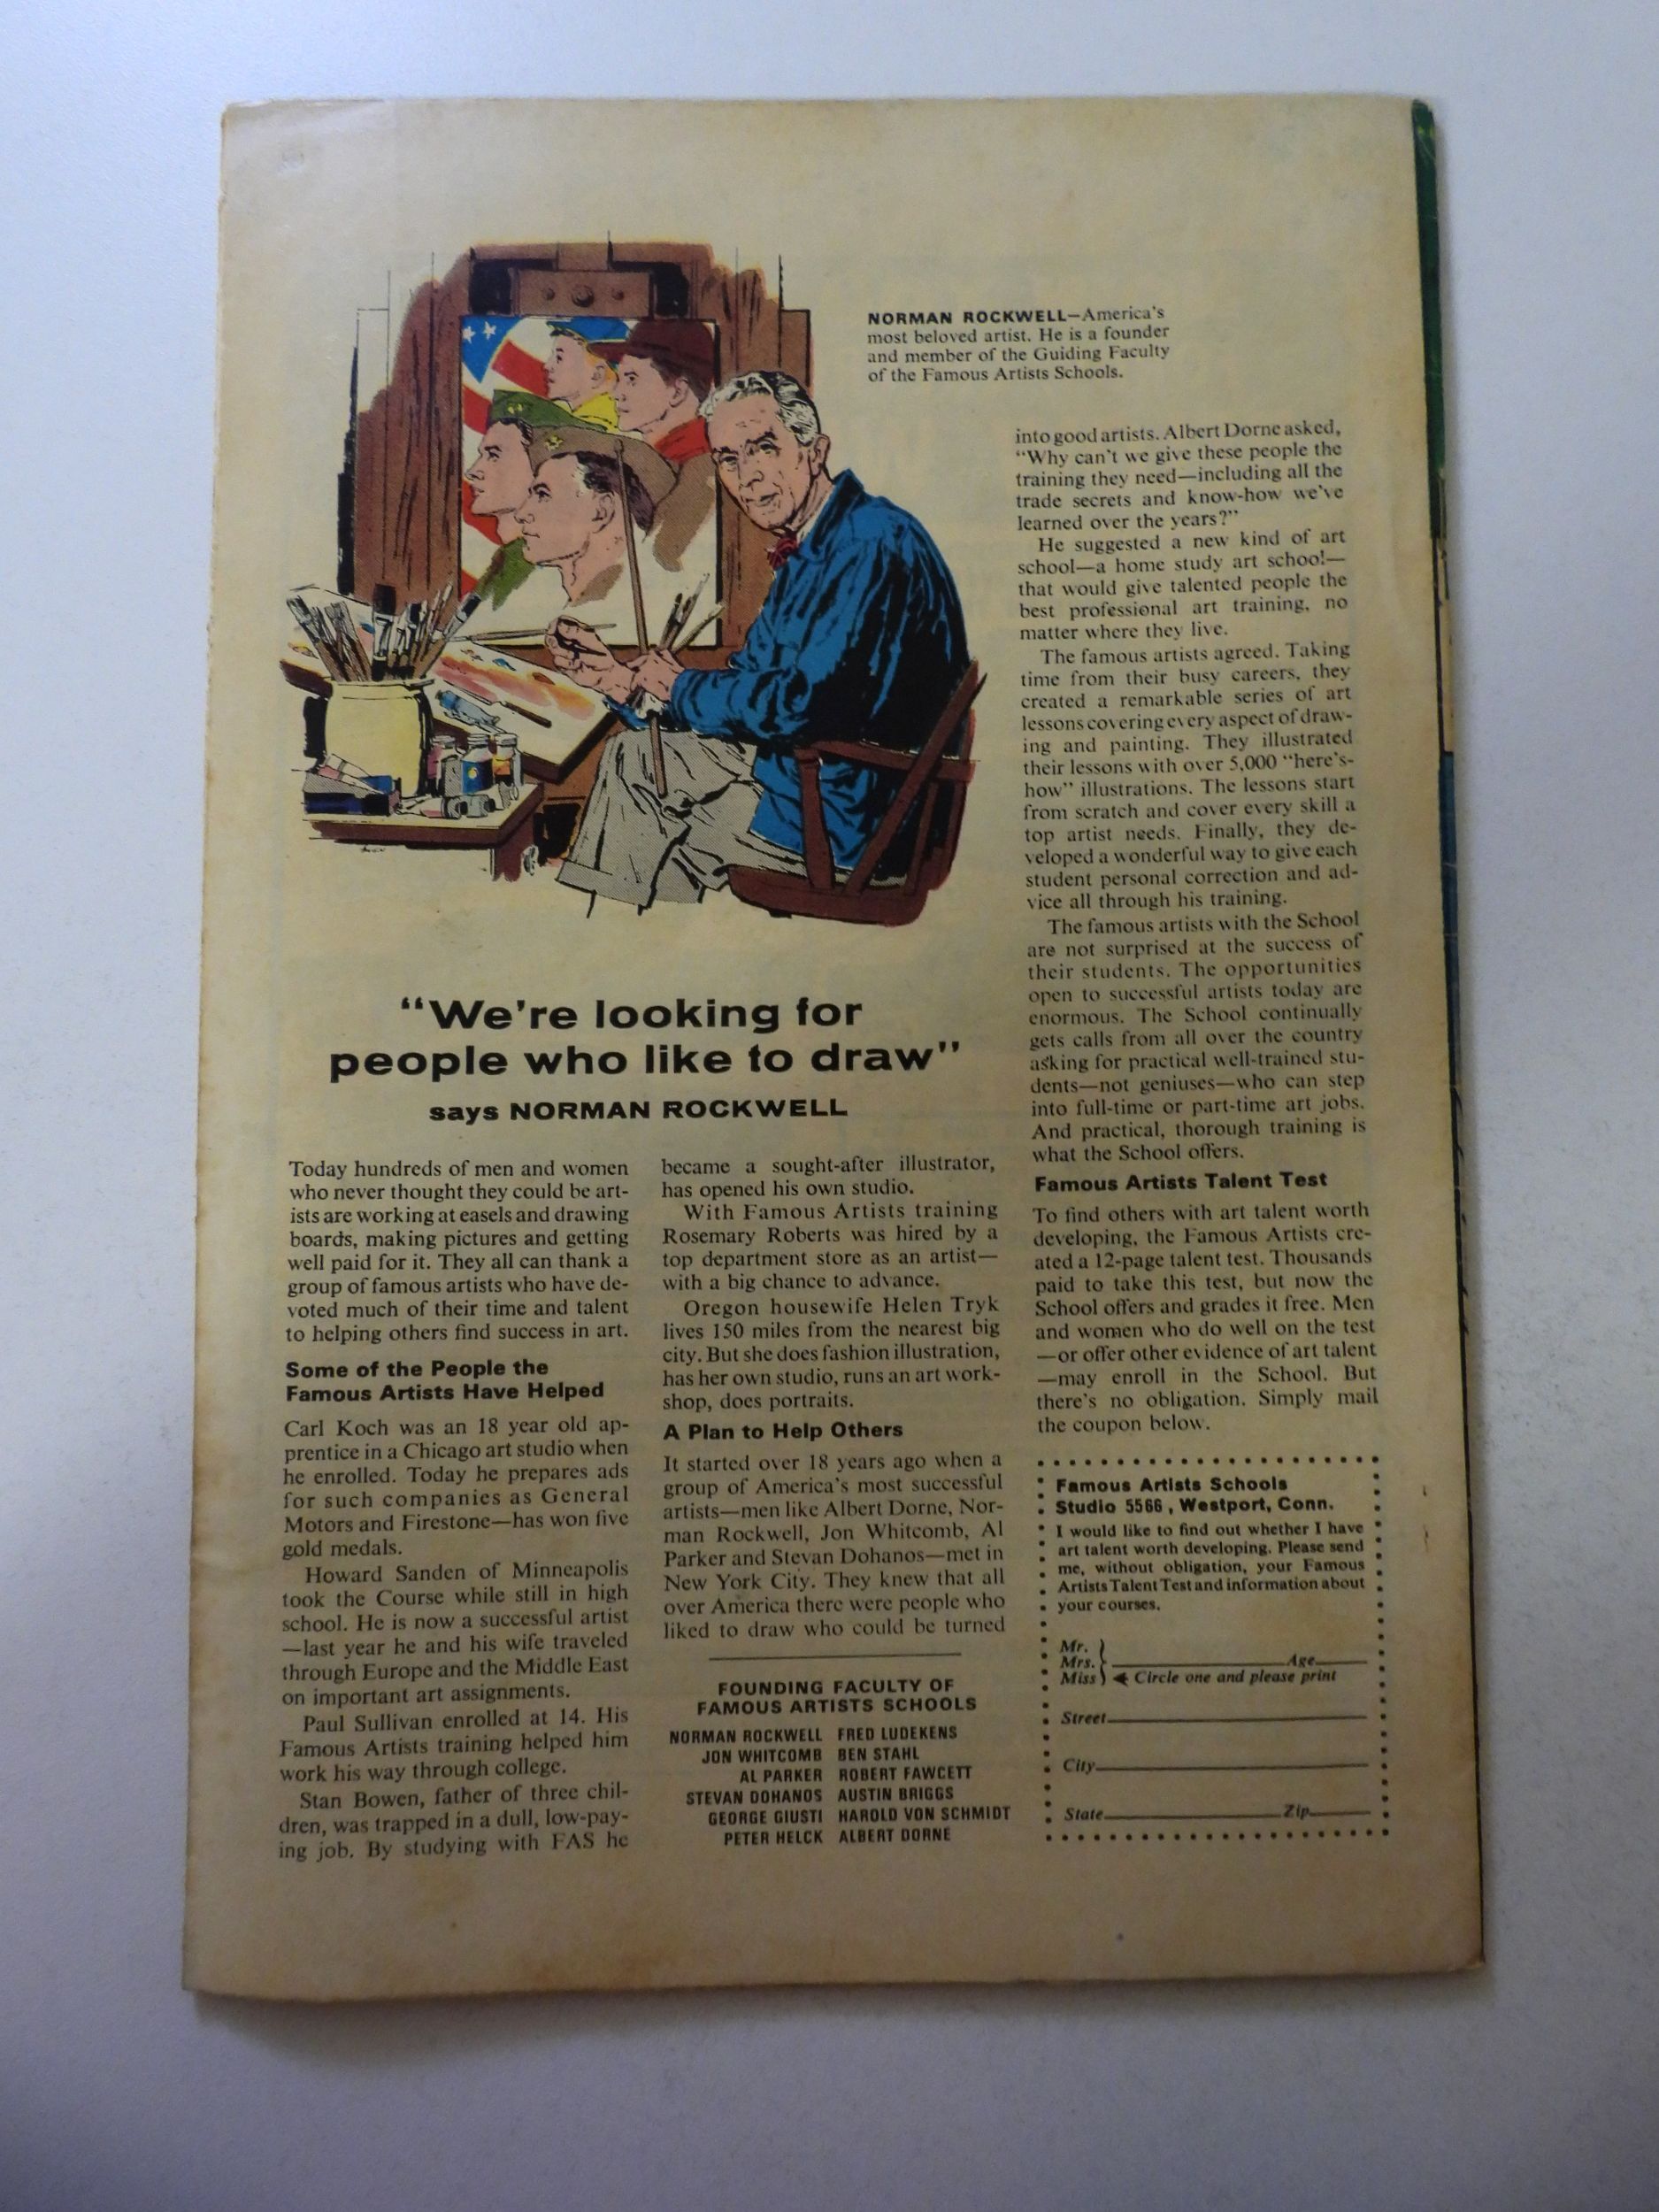 NORMAN ROCKWELL—America's
most beloved artist. He is a founder
and member of the Guiding Faculty
of the Famous Artists Schools.
"We're looking for
people who like to draw"
says NORMAN ROCKWELL
Today hundreds of men and women
who never thought they could be art-
ists are working at easels and drawing
boards, making pictures and getting
well paid for it. They all can thank a
group of famous artists who have de-
voted much of their time and talent
to helping others find success in art.
Some of the People the
Famous Artists Have Helped
Carl Koch was an 18 year old ap-
prentice in a Chicago art studio when
he enrolled. Today he prepares ads
for such companies as General
Motors and Firestone—has won five
gold medals.
Howard Sanden of Minneapolis
took the Course while still in high
school. He is now a successful artist
—last year he and his wife traveled
through Europe and the Middle East
on important art assignments.
Paul Sullivan enrolled at 14. His
Famous Artists training helped him
work his way through college.
Stan Bowen, father of three chil-
dren, was trapped in a dull, low-pay-
ing job. By studying with FAS he
became a sought-after illustrator,
has opened his own studio.
With Famous Artists training
Rosemary Roberts was hired by a
top department store as an artist—
with a big chance to advance.
Oregon housewife Helen Tryk
lives 150 miles from the nearest big
city. But she does fashion illustration,
has her own studio, runs an art work-
shop, does portraits.
A Plan to Help Others
It started over 18 years ago when a
group of America's most successful
artists—men like Albert Dorne, Nor-
man Rockwell, Jon Whitcomb, Al
Parker and Stevan Dohanos—met in
New York City. They knew that all
over America there were people who
liked to draw who could be turned
FOUNDING FACULTY OF
FAMOUS ARTISTS SCHOOLS
NORMAN ROCKWELL FRED LUDEKENS
JON WHITCOMB BEN STAHL
AL PARKER ROBERT FAWCETT
STEVAN DOHANOS AUSTIN BRIGGS
GEORGE GIUSTI HAROLD VON SCHMIDT
PETER HELCK ALBERT DORNE
into good artists. Albert Dorne asked,
"Why can't we give these people the
training they need—including all the
trade secrets and know-how we've
learned over the years?"
He suggested a new kind of art
school—a home study art school—
that would give talented people the
best professional art training, no
matter where they live.
The famous artists agreed. Taking
time from their busy careers, they
created a remarkable series of art
lessons covering every aspect of draw-
ing and painting. They illustrated
their lessons with over 5,000 "here's-
how" illustrations. The lessons start
from scratch and cover every skill a
top artist needs. Finally, they de-
veloped a wonderful way to give each
student personal correction and ad-
vice all through his training.
The famous artists with the School
are not surprised at the success of
their students. The opportunities
open to successful artists today are
enormous. The School continually
gets calls from all over the country
asking for practical well-trained stu-
dents—not geniuses—who can step
into full-time or part-time art jobs.
And practical, thorough training is
what the School offers.
Famous Artists Talent Test
To find others with art talent worth
developing, the Famous Artists cre-
ated a 12-page talent test. Thousands
paid to take this test, but now the
School offers and grades it free. Men
and women who do well on the test
—or offer other evidence of art talent
—may enroll in the School. But
there's no obligation. Simply mail
the coupon below.
Famous Artists Schools
Studio 5566, Westport, Conn.
I would like to find out whether I have
art talent worth developing. Please send
me, without obligation, your Famous
Artists Talent Test and information about
your courses.
Mr.
Mrs. Age
Miss Circle one and please print
Street
City
State Zip